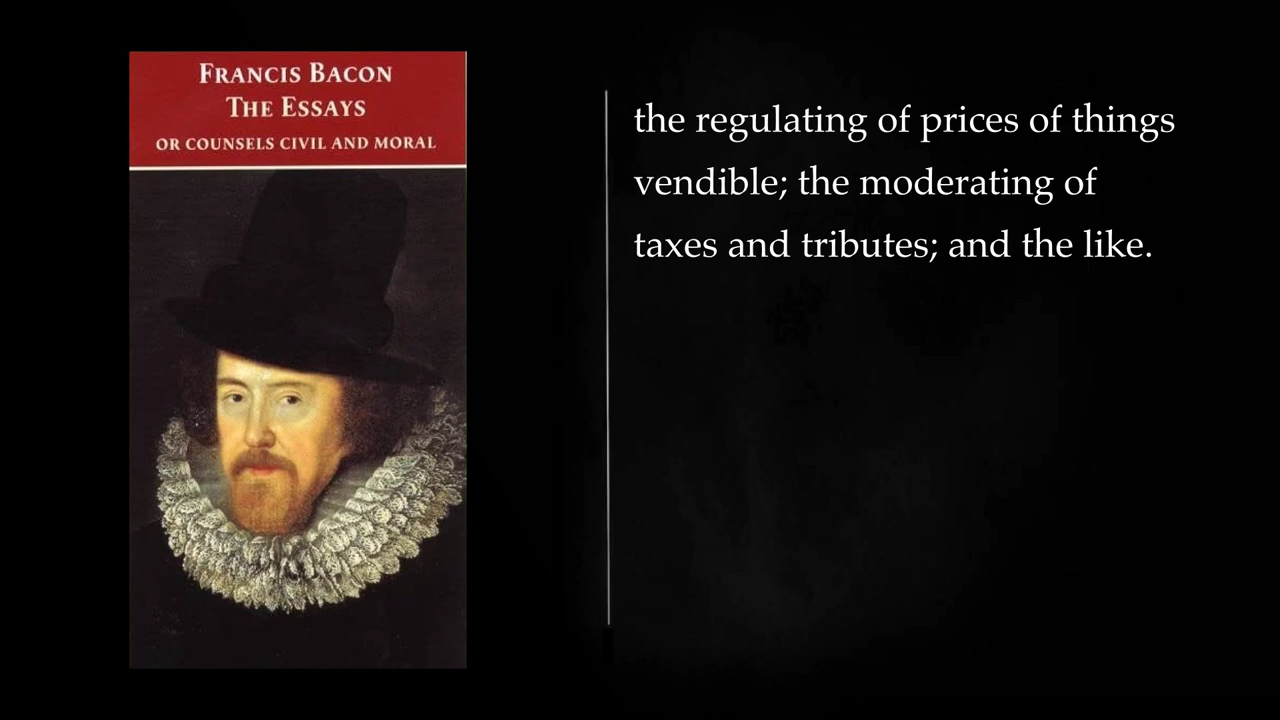 FRANCIS BACON
THE ESSAYS
OR COUNSELS CIVIL AND MORAL
the regulating of prices of things
vendible; the moderating of
taxes and tributes; and the like.